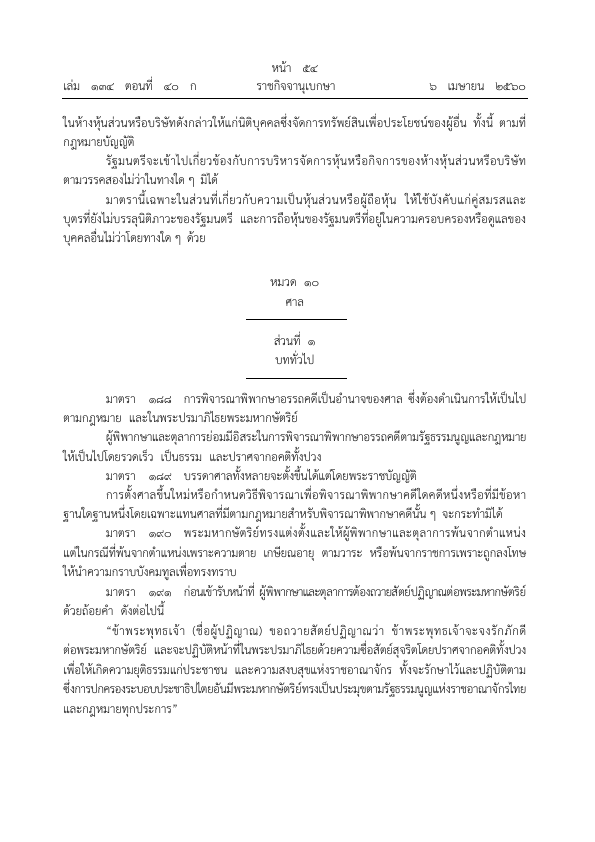 หน้า ๕๔
เล่ม ๑๓๔ ตอนที่ ๔๐ ก ราชกิจจานุเบกษา ๖ เมษายน ๒๕๖๐
ในห้างหุ้นส่วนหรือบริษัทดังกล่าวให้แก่นิติบุคคลซึ่งจัดการทรัพย์สินเพื่อประโยชน์ของผู้อื่น ทั้งนี้ ตามที่
กฎหมายบัญญัติ
รัฐมนตรีจะเข้าไปเกี่ยวข้องกับการบริหารจัดการหุ้นหรือกิจการของห้างหุ้นส่วนหรือบริษัท
ตามวรรคสองไม่ว่าในทางใด ๆ มิได้
มาตรานี้เฉพาะในส่วนที่เกี่ยวกับความเป็นหุ้นส่วนหรือผู้ถือหุ้น ให้ใช้บังคับแก่คู่สมรสและ
บุตรที่ยังไม่บรรลุนิติภาวะของรัฐมนตรี และการถือหุ้นของรัฐมนตรีที่อยู่ในความครอบครองหรือดูแลของ
บุคคลอื่นไม่ว่าโดยทางใด ๆ ด้วย
หมวด ๑๐
ศาล
ส่วนที่ ๑
บททั่วไป
มาตรา ๑๘๘ การพิจารณาพิพากษาอรรถคดีเป็นอำนาจของศาล ซึ่งต้องดำเนินการให้เป็นไป
ตามกฎหมาย และในพระปรมาภิไธยพระมหากษัตริย์
ผู้พิพากษาและตุลาการย่อมมีอิสระในการพิจารณาพิพากษาอรรถคดีตามรัฐธรรมนูญและกฎหมาย
ให้เป็นไปโดยรวดเร็ว เป็นธรรม และปราศจากอคติทั้งปวง
มาตรา ๑๘๙ บรรดาศาลทั้งหลายจะตั้งขึ้นได้แต่โดยพระราชบัญญัติ
การตั้งศาลขึ้นใหม่หรือกำหนดวิธีพิจารณาเพื่อพิจารณาพิพากษาคดีใดคดีหนึ่งหรือที่มีข้อหา
ฐานใดฐานหนึ่งโดยเฉพาะแทนศาลที่มีตามกฎหมายสำหรับพิจารณาพิพากษาคดีนั้น ๆ จะกระทำมิได้
มาตรา ๑๙๐ พระมหากษัตริย์ทรงแต่งตั้งและให้ผู้พิพากษาและตุลาการพ้นจากตำแหน่ง
แต่ในกรณีที่พ้นจากตำแหน่งเพราะความตาย เกษียณอายุ ตามวาระ หรือพ้นจากราชการเพราะถูกลงโทษ
ให้นำความกราบบังคมทูลเพื่อทรงทราบ
มาตรา ๑๙๑ ก่อนเข้ารับหน้าที่ ผู้พิพากษาและตุลาการต้องถวายสัตย์ปฏิญาณต่อพระมหากษัตริย์
ด้วยถ้อยคำ ดังต่อไปนี้
“ข้าพระพุทธเจ้า (ชื่อผู้ปฏิญาณ) ขอถวายสัตย์ปฏิญาณว่า ข้าพระพุทธเจ้าจะจงรักภักดี
ต่อพระมหากษัตริย์ และจะปฏิบัติหน้าที่ในพระปรมาภิไธยด้วยความซื่อสัตย์สุจริตโดยปราศจากอคติทั้งปวง
เพื่อให้เกิดความยุติธรรมแก่ประชาชน และความสงบสุขแห่งราชอาณาจักร ทั้งจะรักษาไว้และปฏิบัติตาม
ซึ่งการปกครองระบอบประชาธิปไตยอันมีพระมหากษัตริย์ทรงเป็นประมุขตามรัฐธรรมนูญแห่งราชอาณาจักรไทย
และกฎหมายทุกประการ”